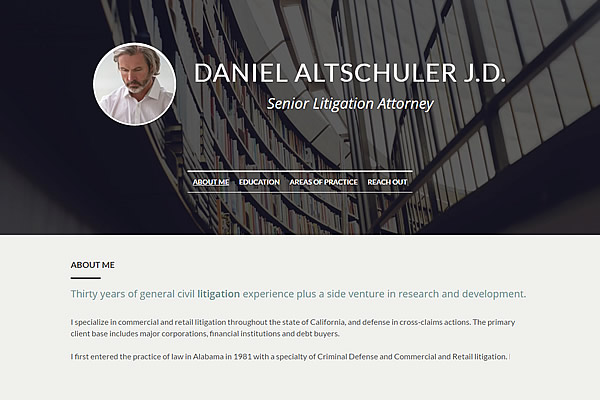 DANIEL ALTSCHULER J.D.
Senior Litigation Attorney
ABOUT ME EDUCATION AREAS OF PRACTICE REACH OUT
ABOUT ME
Thirty years of general civil litigation experience plus a side venture in research and development.
I specialize in commercial and retail litigation throughout the state of California, and defense in cross-claims actions. The primary
client base includes major corporations, financial institutions and debt buyers.
I first entered the practice of law in Alabama in 1981 with a specialty of Criminal Defense and Commercial and Retail litigation.